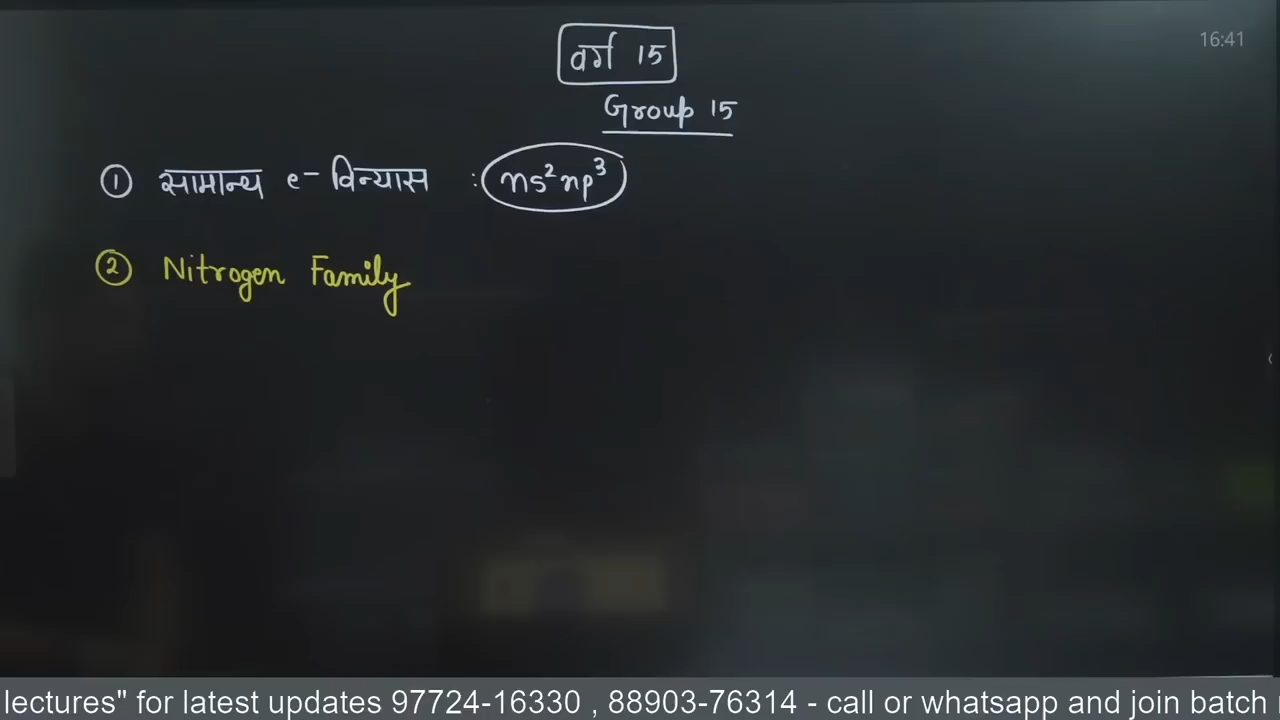 16:41
वर्ग 15
Group 15
① सामान्य e- विन्यास : ns²np³
② Nitrogen Family
lectures" for latest updates 97724-16330 , 88903-76314 - call or whatsapp and join batch